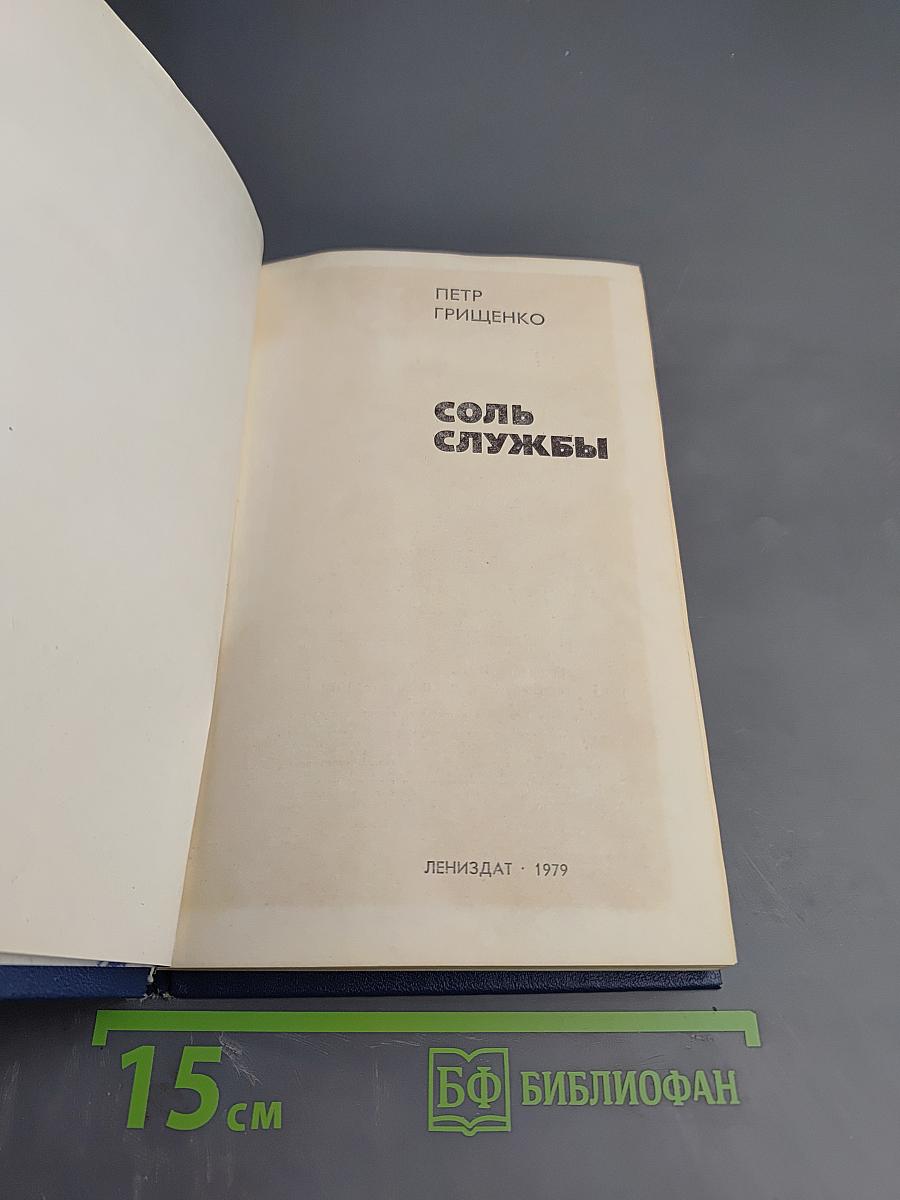 ПЕТР
ГРИЩЕНКО
СОЛЬ
СЛУЖБЫ
ЛЕНИЗДАТ · 1979
15 см
БФ БИБЛИОФАН